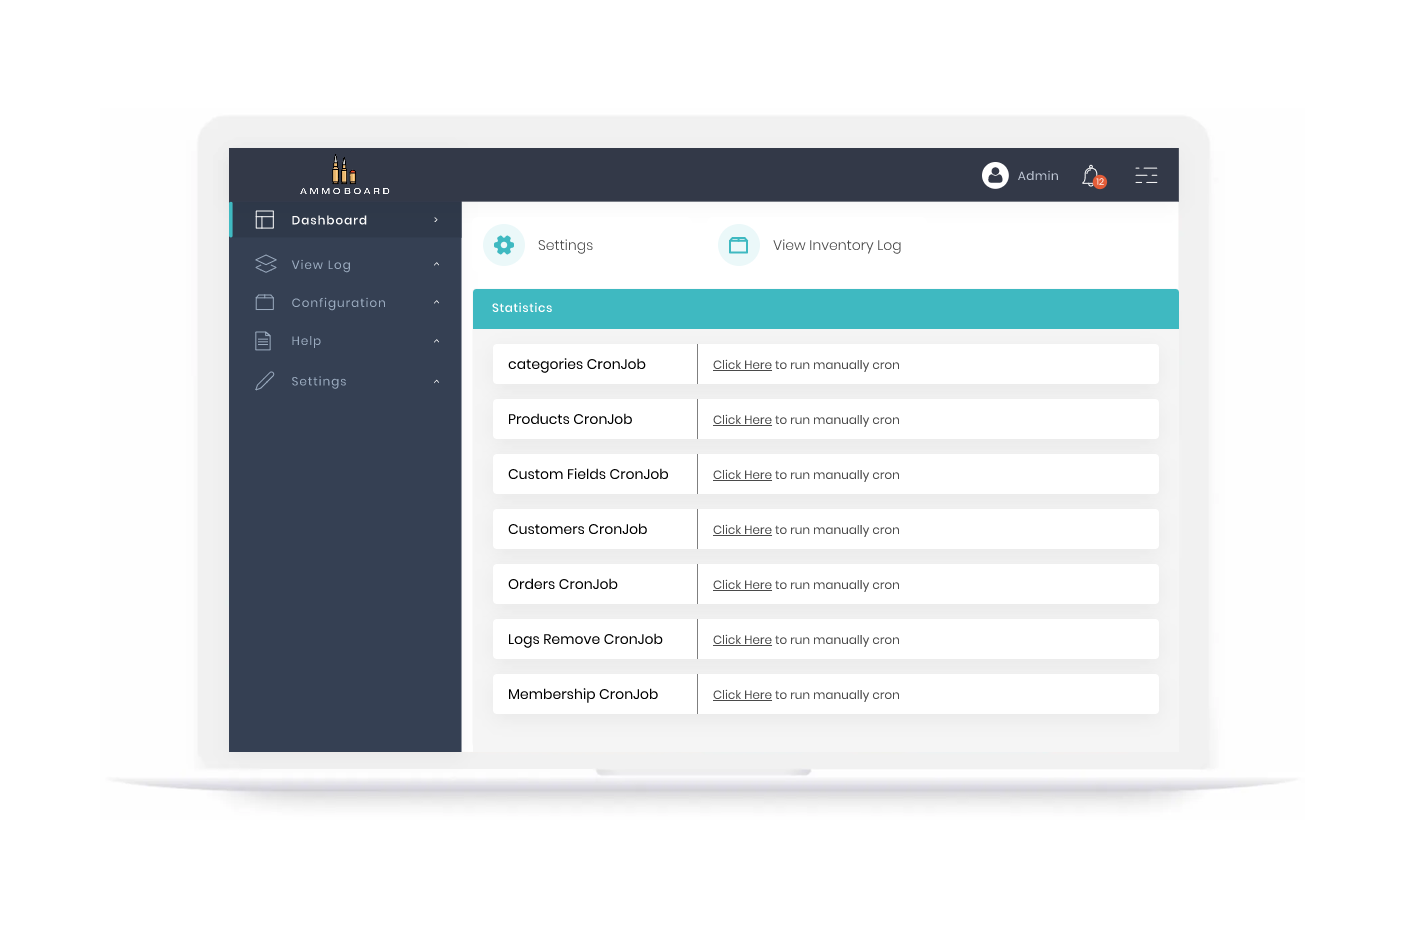 AMMOBOARD
Admin
12
Dashboard
View Log
Configuration
Help
Settings
Settings
View Inventory Log
Statistics
categories CronJob
Click Here to run manually cron
Products CronJob
Click Here to run manually cron
Custom Fields CronJob
Click Here to run manually cron
Customers CronJob
Click Here to run manually cron
Orders CronJob
Click Here to run manually cron
Logs Remove CronJob
Click Here to run manually cron
Membership CronJob
Click Here to run manually cron